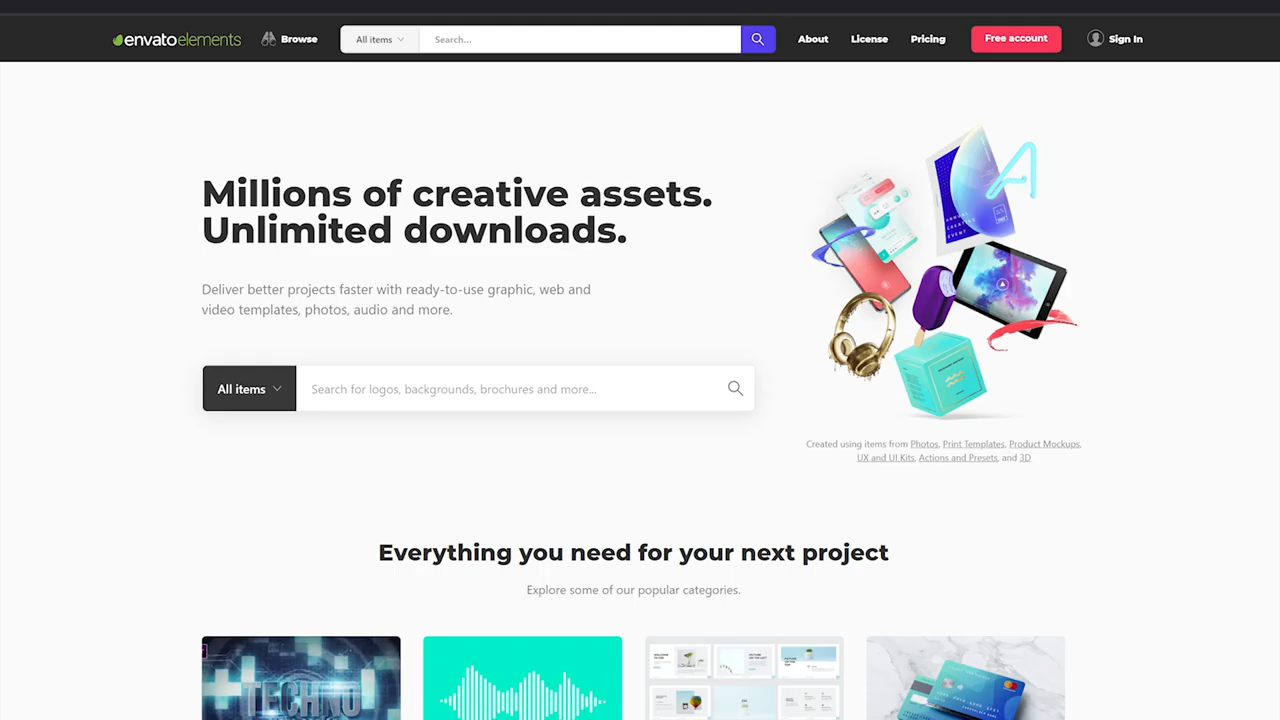 envatoelements
Browse
All items
Search...
About
License
Pricing
Free account
Sign In
Millions of creative assets.
Unlimited downloads.
Deliver better projects faster with ready-to-use graphic, web and
video templates, photos, audio and more.
All items
Search for logos, backgrounds, brochures and more...
ANNUAL
CREATIVE
EVENT
Created using items from Photos, Print Templates, Product Mockups,
UX and UI Kits, Actions and Presets, and 3D
Everything you need for your next project
Explore some of our popular categories.
TECHNO